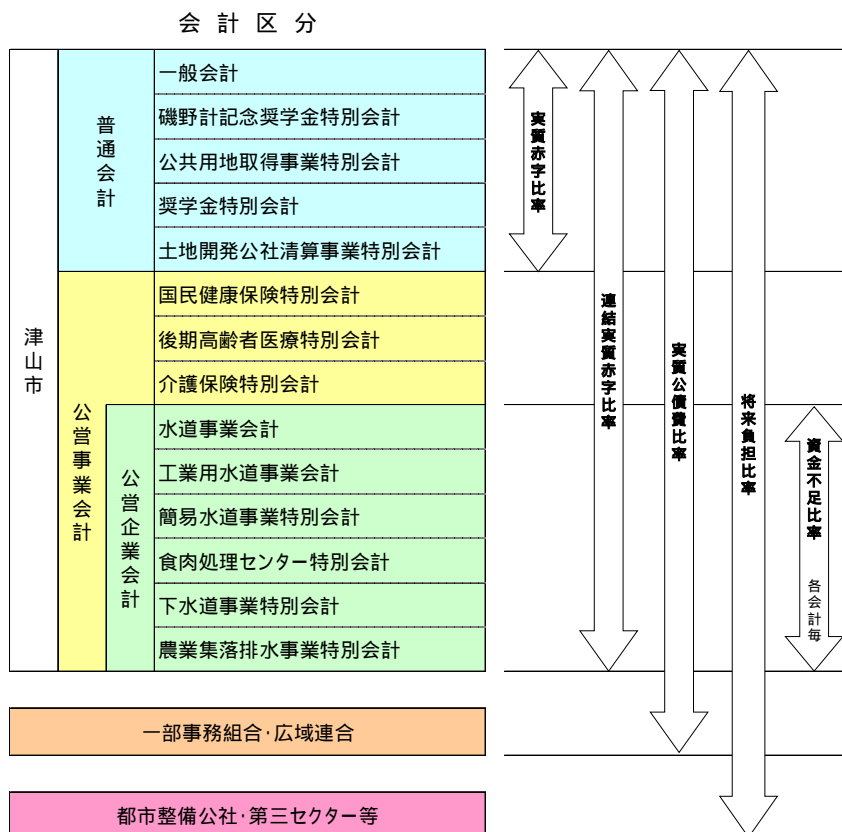 会計区分
津山市
普通会計
一般会計
磯野計記念奨学金特別会計
公共用地取得事業特別会計
奨学金特別会計
土地開発公社清算事業特別会計
公営事業会計
国民健康保険特別会計
後期高齢者医療特別会計
介護保険特別会計
公営企業会計
水道事業会計
工業用水道事業会計
簡易水道事業特別会計
食肉処理センター特別会計
下水道事業特別会計
農業集落排水事業特別会計
一部事務組合・広域連合
都市整備公社・第三セクター等
実質赤字比率
連結実質赤字比率
実質公債費比率
将来負担比率
資金不足比率
各会計毎